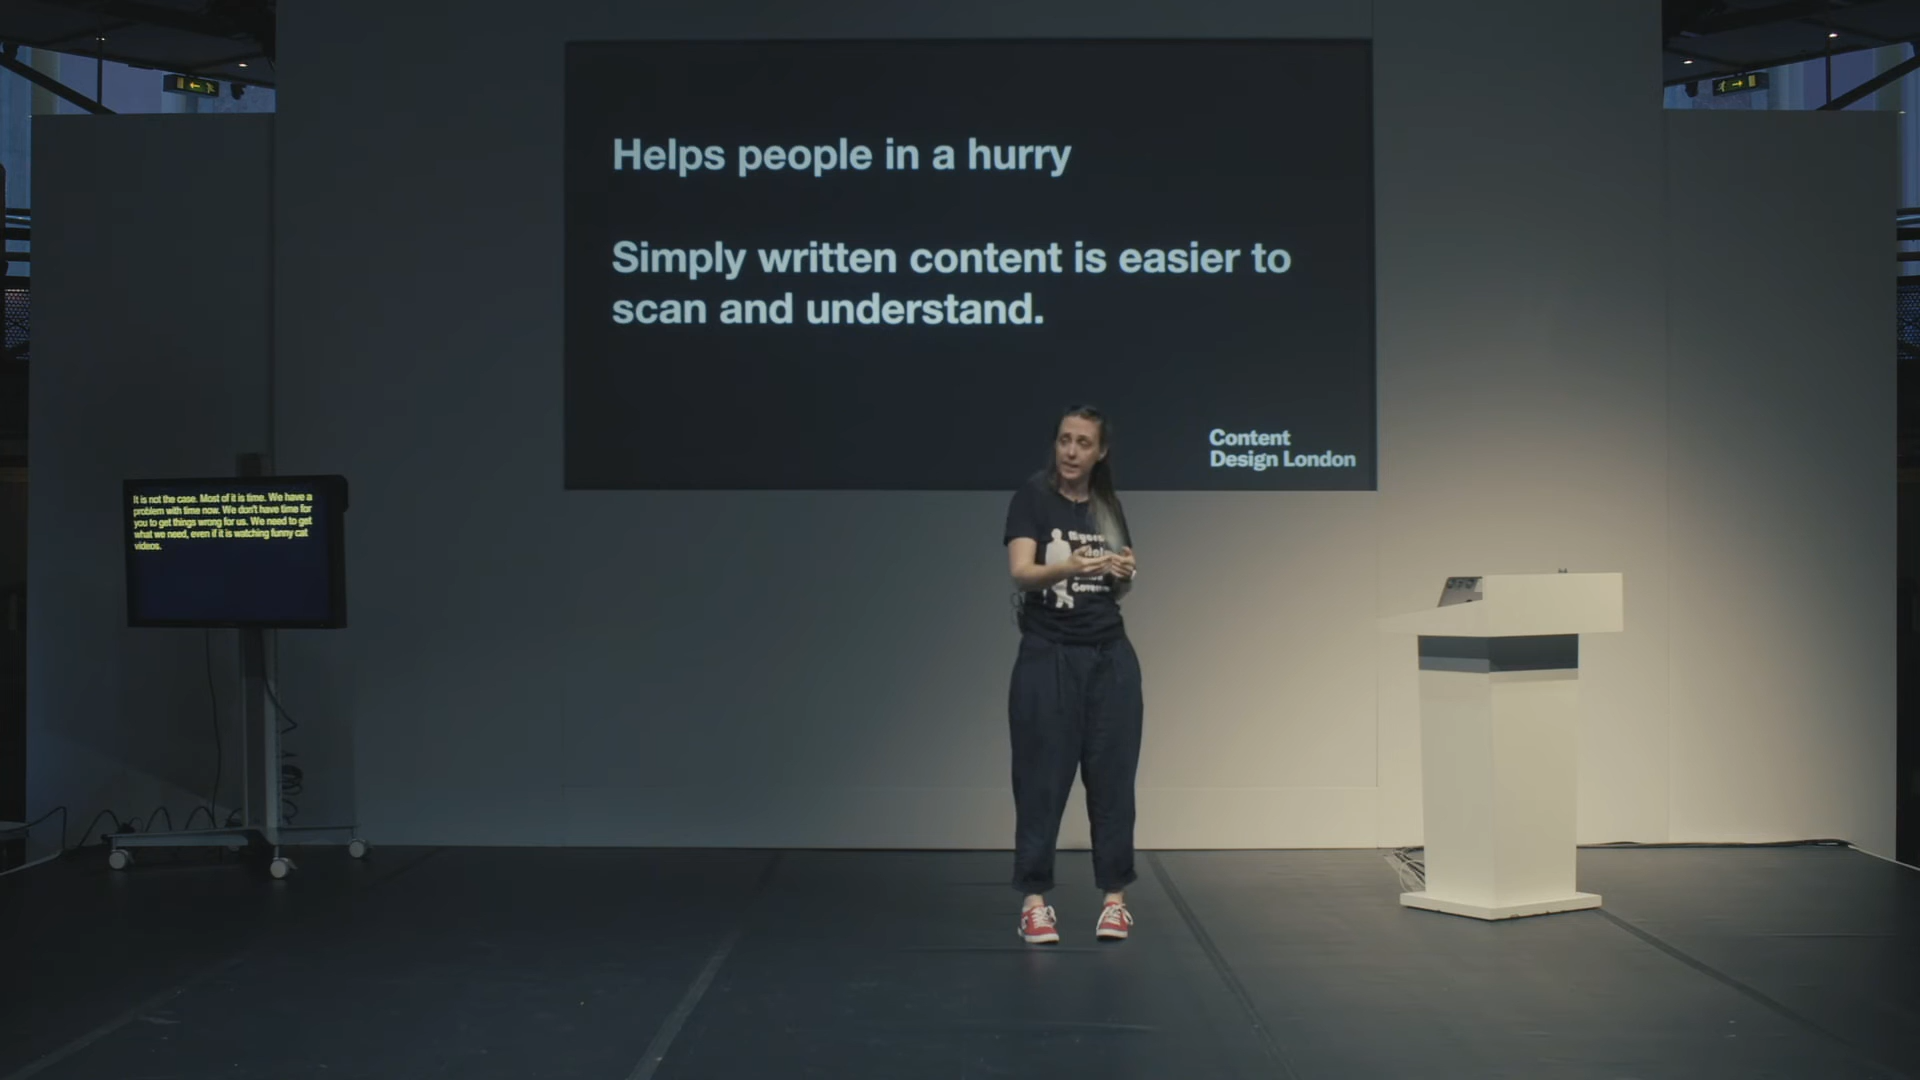 Helps people in a hurry
Simply written content is easier to
scan and understand.
Content
Design London
It is not the case. Most of it is time. We have a
problem with time now. We don't have time for
you to get things wrong for us. We need to get
what we need, even if it is watching funny cat
videos.